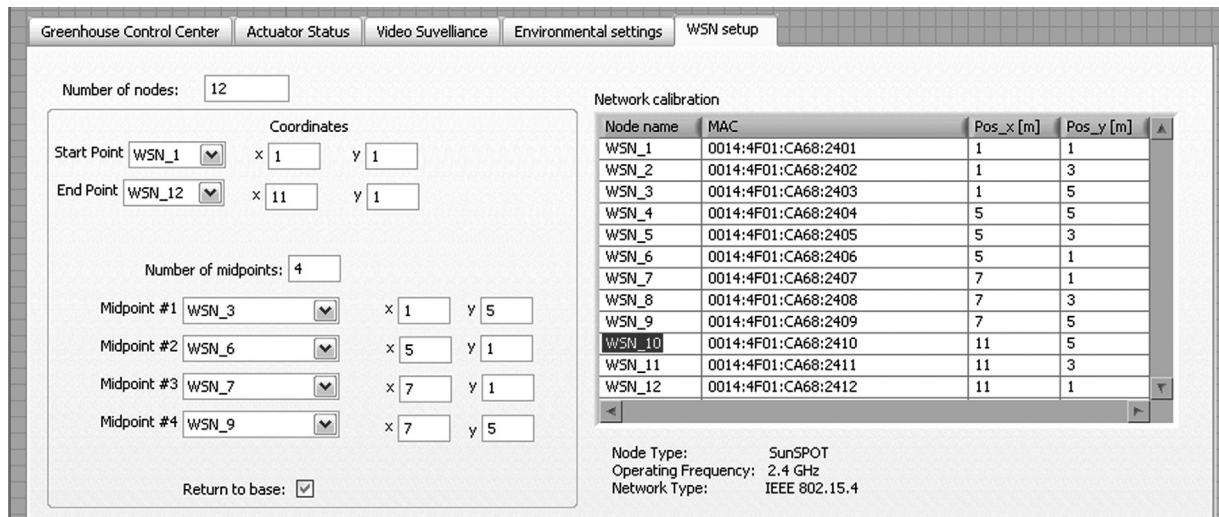 Greenhouse Control Center Actuator Status Video Suvelliance Environmental settings WSN setup
Number of nodes: 12
Coordinates
Start Point WSN_1 x 1 y 1
End Point WSN_12 x 11 y 1
Number of midpoints: 4
Midpoint #1 WSN_3 x 1 y 5
Midpoint #2 WSN_6 x 5 y 1
Midpoint #3 WSN_7 x 7 y 1
Midpoint #4 WSN_9 x 7 y 5
Return to base:
Network calibration
Node name MAC Pos_x [m] Pos_y [m]
WSN_1 0014:4F01:CA68:2401 1 1
WSN_2 0014:4F01:CA68:2402 1 3
WSN_3 0014:4F01:CA68:2403 1 5
WSN_4 0014:4F01:CA68:2404 5 5
WSN_5 0014:4F01:CA68:2405 5 3
WSN_6 0014:4F01:CA68:2406 5 1
WSN_7 0014:4F01:CA68:2407 7 1
WSN_8 0014:4F01:CA68:2408 7 3
WSN_9 0014:4F01:CA68:2409 7 5
WSN_10 0014:4F01:CA68:2410 11 5
WSN_11 0014:4F01:CA68:2411 11 3
WSN_12 0014:4F01:CA68:2412 11 1
Node Type: SunSPOT
Operating Frequency: 2.4 GHz
Network Type: IEEE 802.15.4